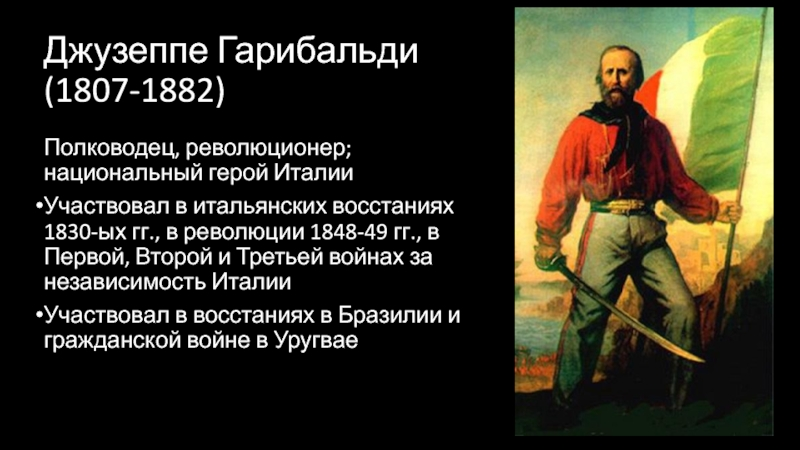 Джузеппе Гарибальди
(1807-1882)
Полководец, революционер;
национальный герой Италии
•Участвовал в итальянских восстаниях
1830-ых гг., в революции 1848-49 гг., в
Первой, Второй и Третьей войнах за
независимость Италии
•Участвовал в восстаниях в Бразилии и
гражданской войне в Уругвае